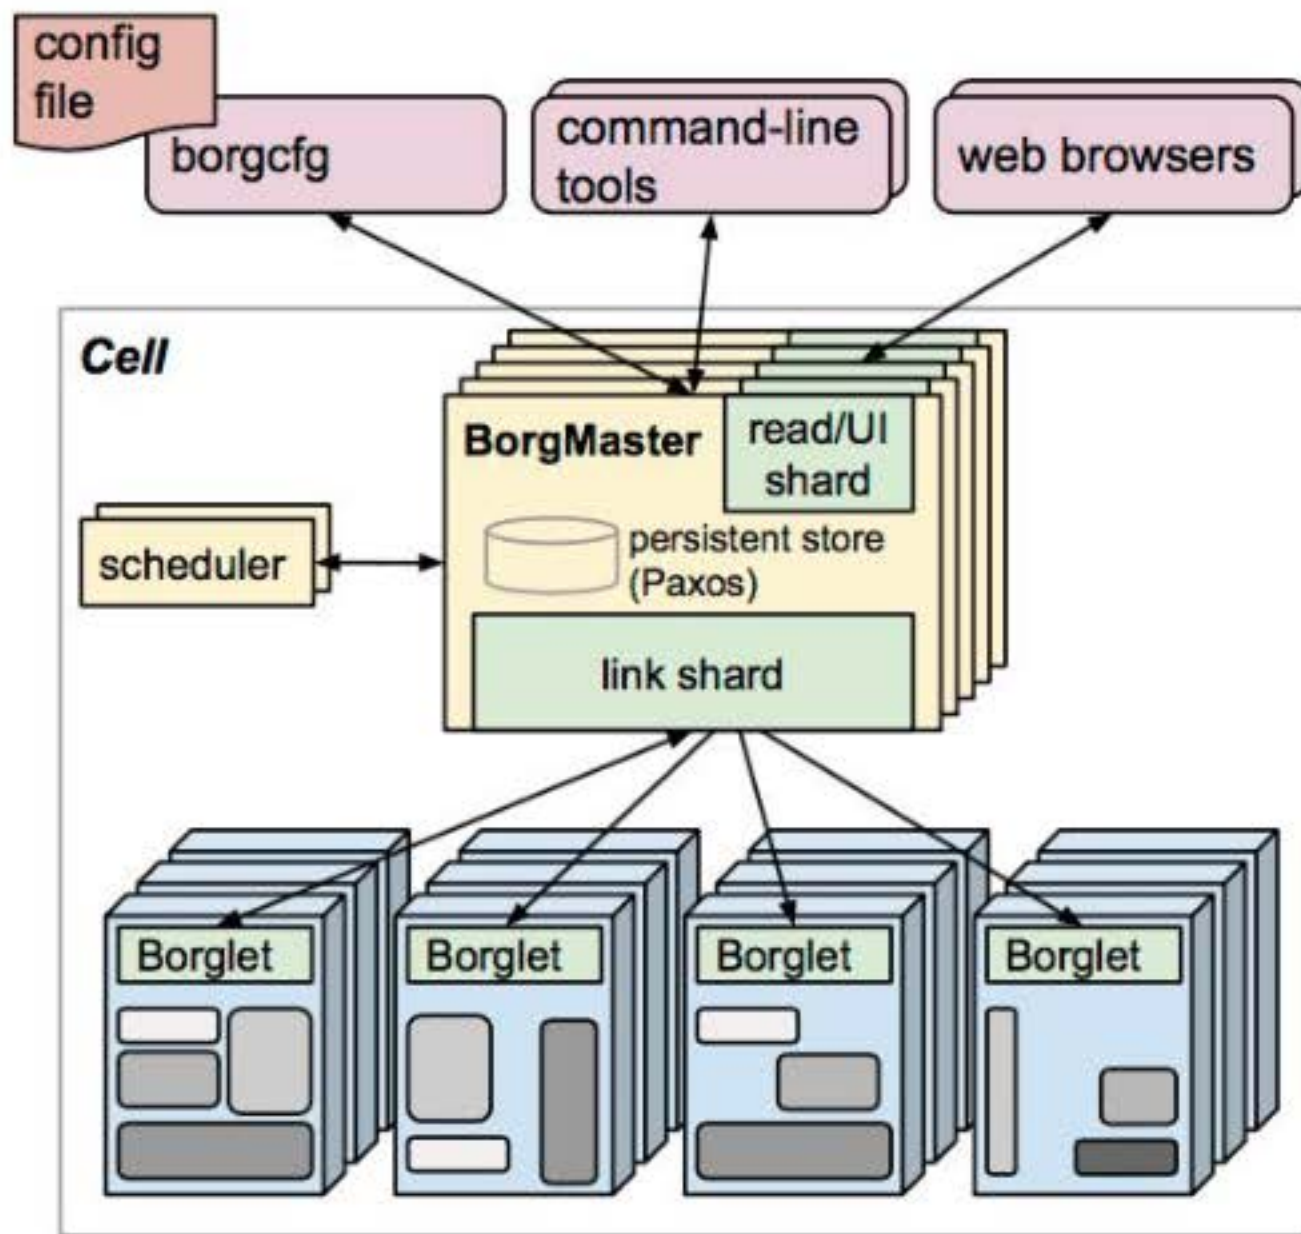 config
file
borgcfg
command-line
tools
web browsers
Cell
BorgMaster
read/UI
shard
persistent store
(Paxos)
scheduler
link shard
Borglet
Borglet
Borglet
Borglet